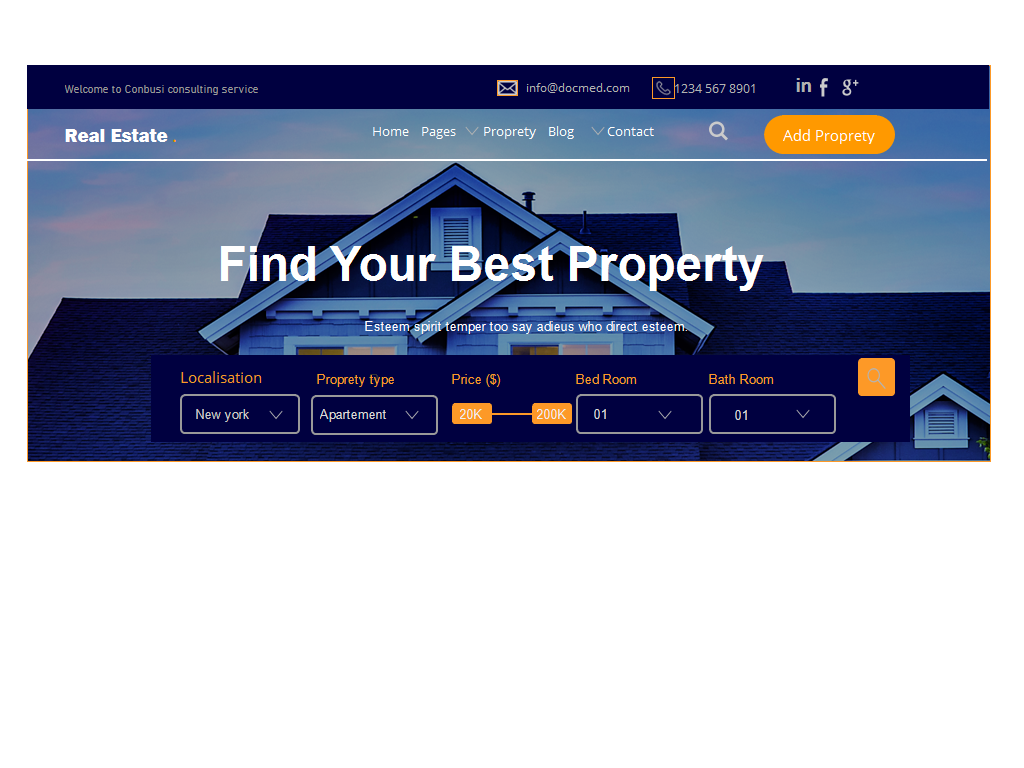 Welcome to Conbusi consulting service
info@docmed.com
1234 567 8901
in f g+
Real Estate .
Home Pages Proprety Blog Contact
Add Proprety
Find Your Best Property
Esteem spirit temper too say adieus who direct esteem.
Localisation Proprety type Price ($) Bed Room Bath Room
New york Apartement 20K 200K 01 01